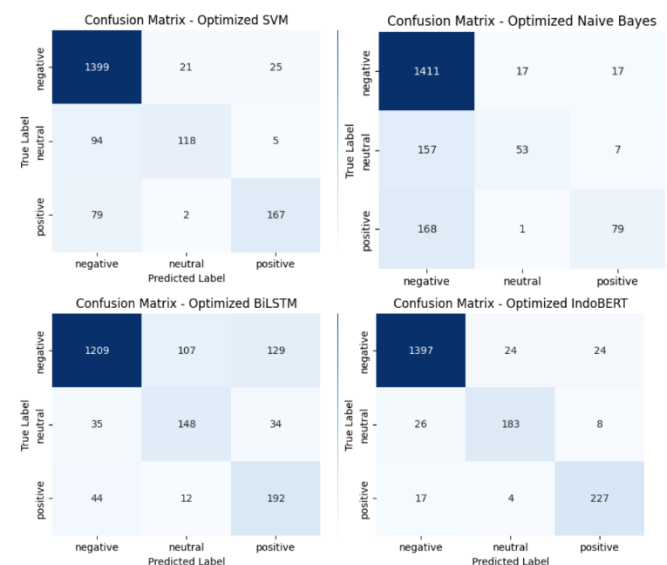 Confusion Matrix - Optimized SVM
True Label
negative
neutral
positive
1399 21 25
94 118 5
79 2 167
negative neutral positive
Predicted Label
Confusion Matrix - Optimized Naive Bayes
True Label
negative
neutral
positive
1411 17 17
157 53 7
168 1 79
negative neutral positive
Confusion Matrix - Optimized BiLSTM
True Label
negative
neutral
positive
1209 107 129
35 148 34
44 12 192
negative neutral positive
Predicted Label
Confusion Matrix - Optimized IndoBERT
True Label
negative
neutral
positive
1397 24 24
26 183 8
17 4 227
negative neutral positive
Predicted Label